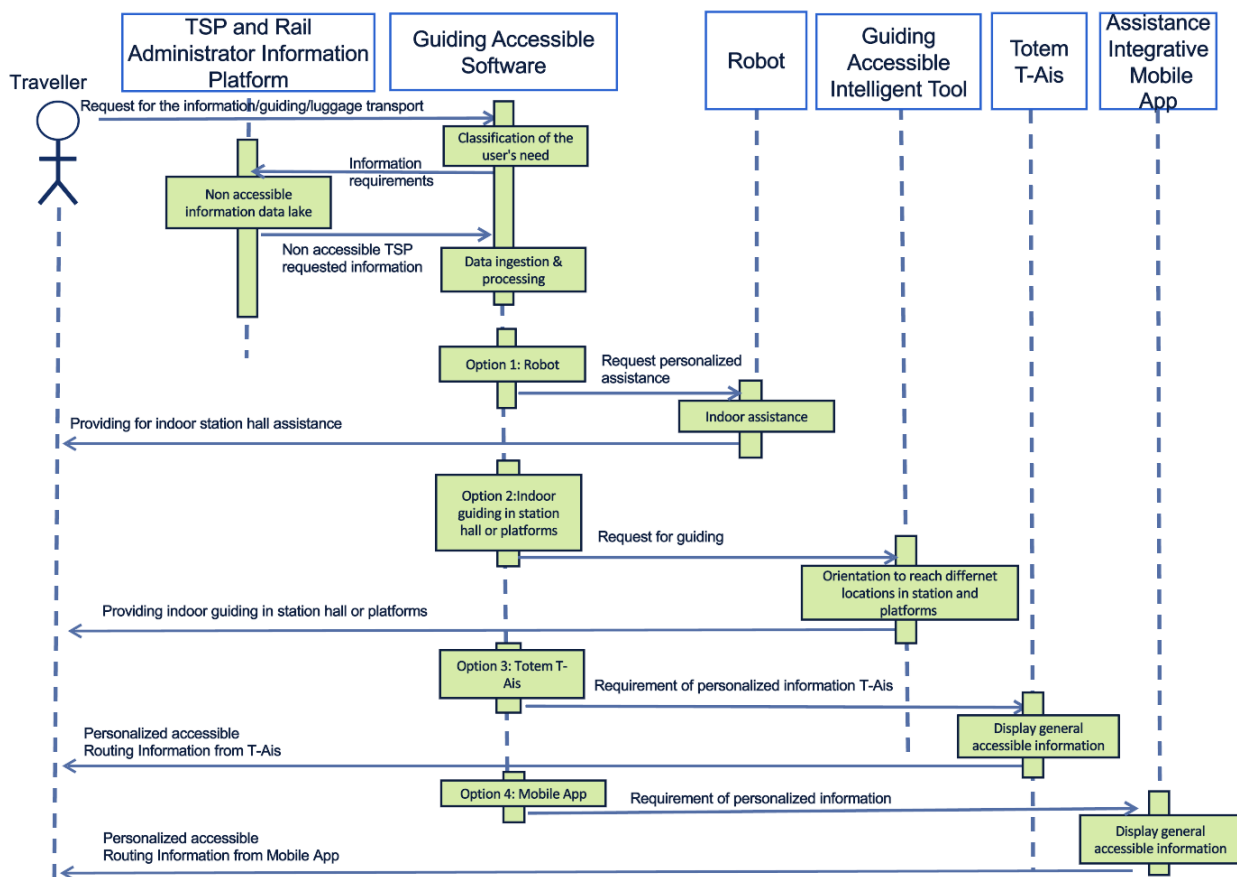 TSP and Rail
Administrator Information
Platform
Guiding Accessible
Software
Robot
Guiding
Accessible
Intelligent Tool
Totem
T-Ais
Assistance
Integrative
Mobile
App
Traveller
Request for the information/guiding/luggage transport
Classification of the
user's need
Information
requirements
Non accessible
information data lake
Non accessible TSP
requested information
Data ingestion &
processing
Option 1: Robot
Request personalized
assistance
Indoor assistance
Providing for indoor station hall assistance
Option 2:Indoor
guiding in station
hall or platforms
Request for guiding
Orientation to reach differnet
locations in station and
platforms
Providing indoor guiding in station hall or platforms
Option 3: Totem T-
Ais
Requirement of personalized information T-Ais
Display general
accessible information
Personalized accessible
Routing Information from T-Ais
Option 4: Mobile App
Requirement of personalized information
Display general
accessible information
Personalized accessible
Routing Information from Mobile App